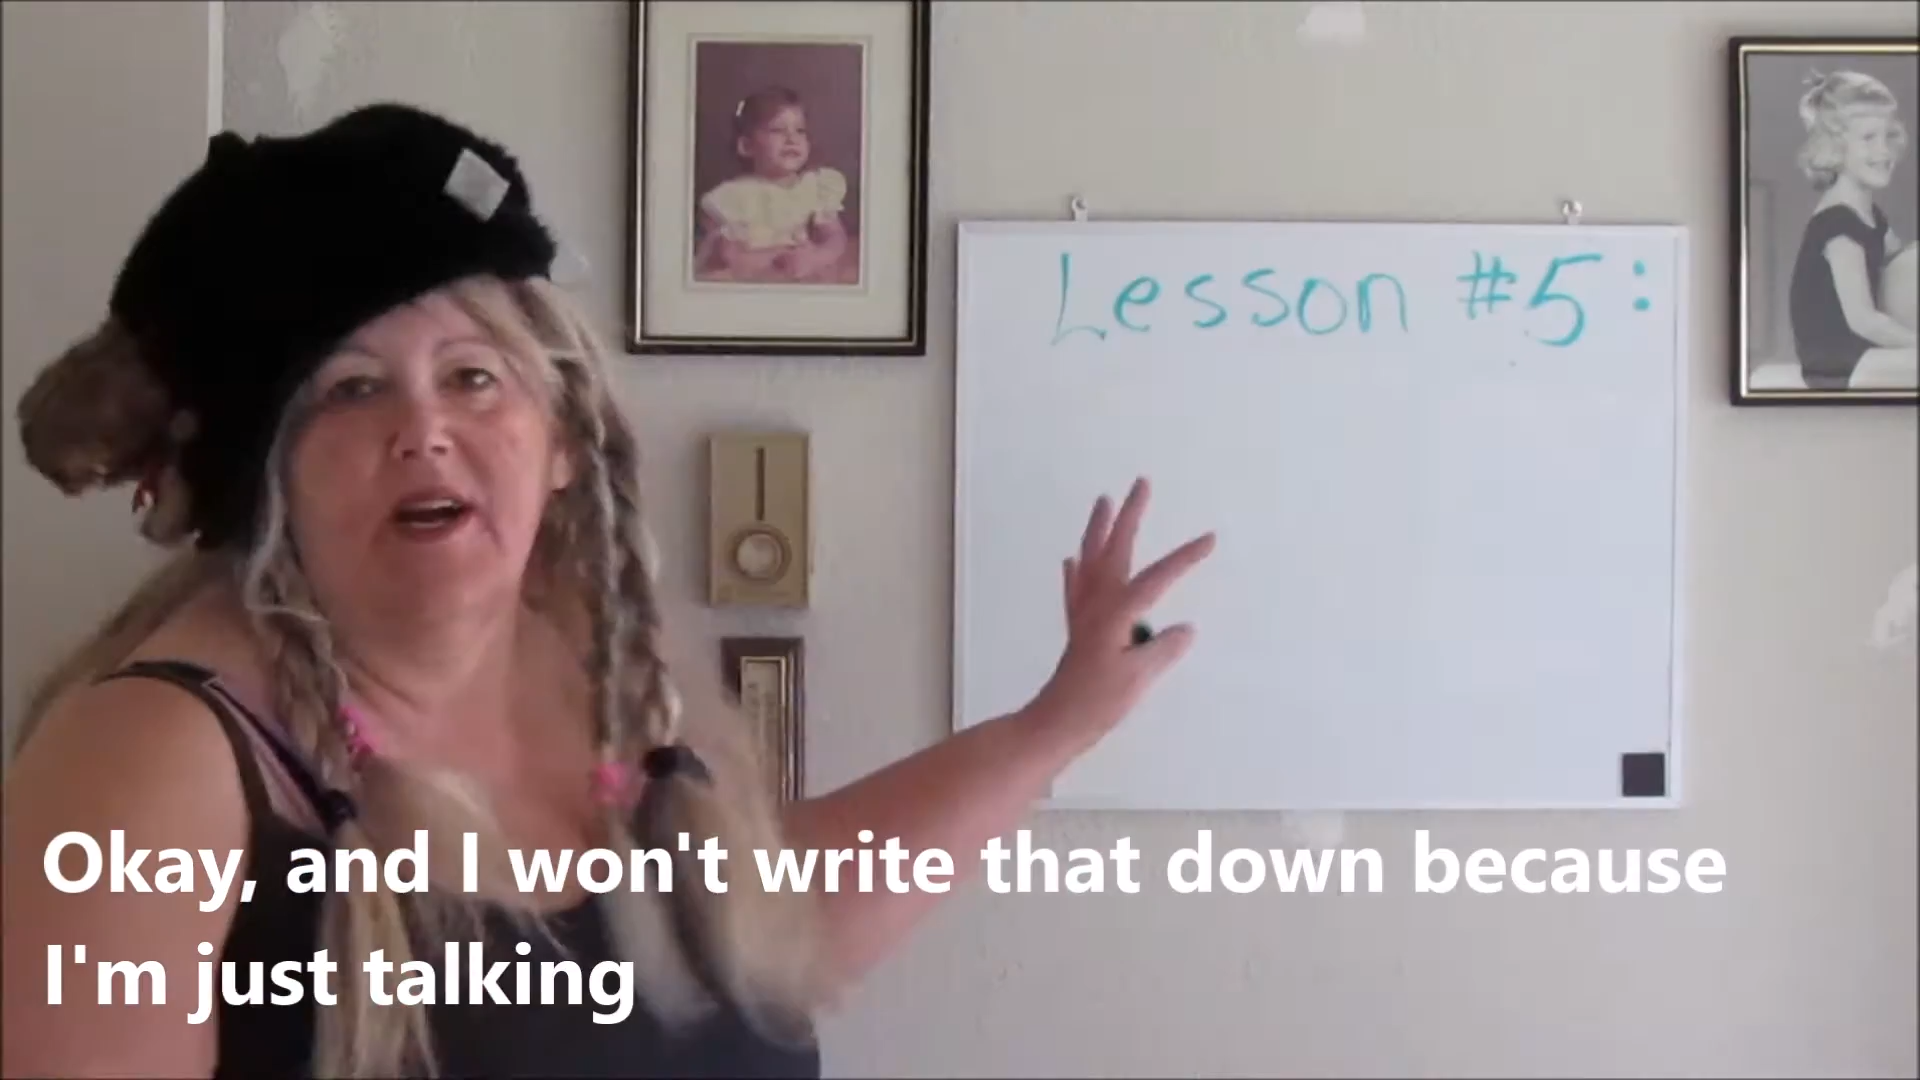 Lesson #5:
Okay, and I won't write that down because
I'm just talking